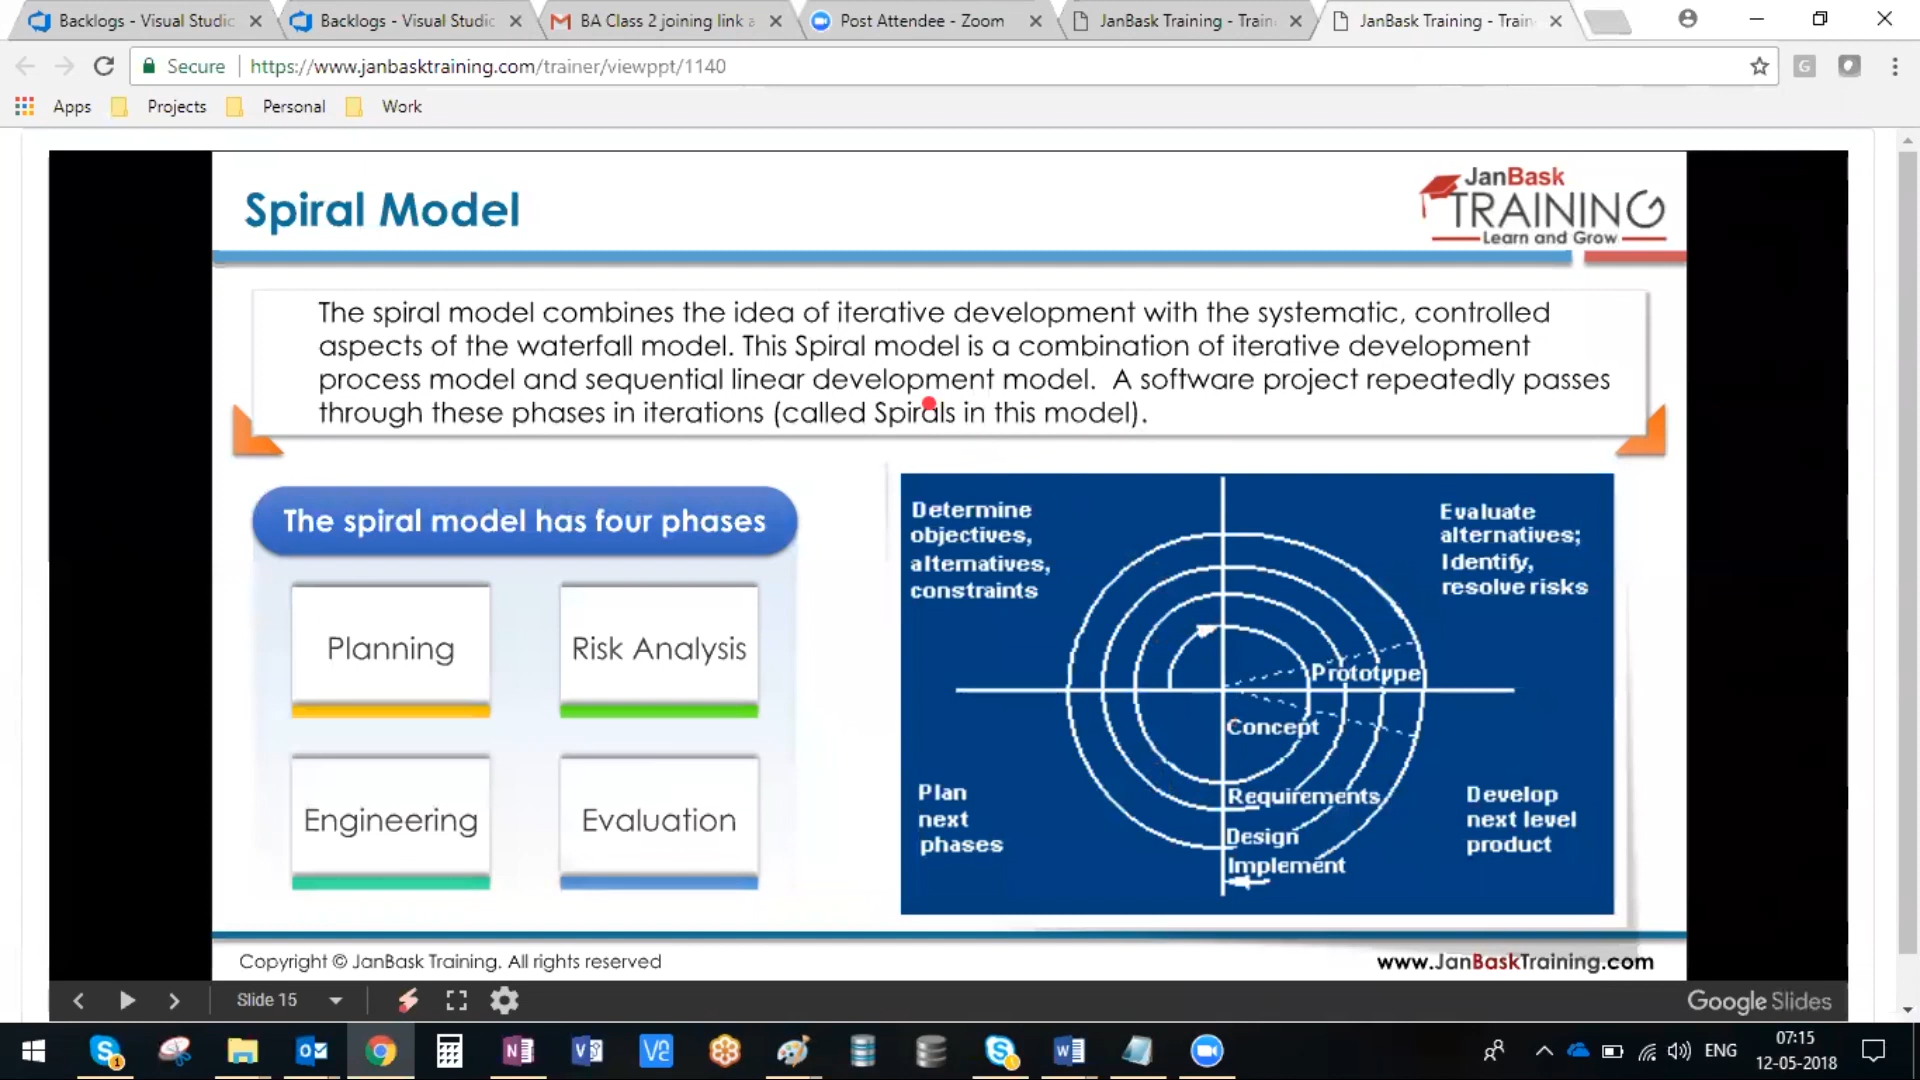 Backlogs - Visual Studic
Backlogs - Visual Studic
BA Class 2 joining link a
Post Attendee - Zoom
JanBask Training - Train
JanBask Training - Train
Secure
https://www.janbasktraining.com/trainer/viewppt/1140
Apps
Projects
Personal
Work
Spiral Model
JanBask
TRAINING
Learn and Grow
The spiral model combines the idea of iterative development with the systematic, controlled
aspects of the waterfall model. This Spiral model is a combination of iterative development
process model and sequential linear development model. A software project repeatedly passes
through these phases in iterations (called Spirals in this model).
The spiral model has four phases
Planning
Risk Analysis
Engineering
Evaluation
Determine
objectives,
alternatives,
constraints
Evaluate
alternatives;
Identify,
resolve risks
Prototype
Concept
Requirements
Design
Implement
Plan
next
phases
Develop
next level
product
Copyright © JanBask Training. All rights reserved
www.JanBaskTraining.com
Slide 15
Google Slides
ENG
07:15
12-05-2018